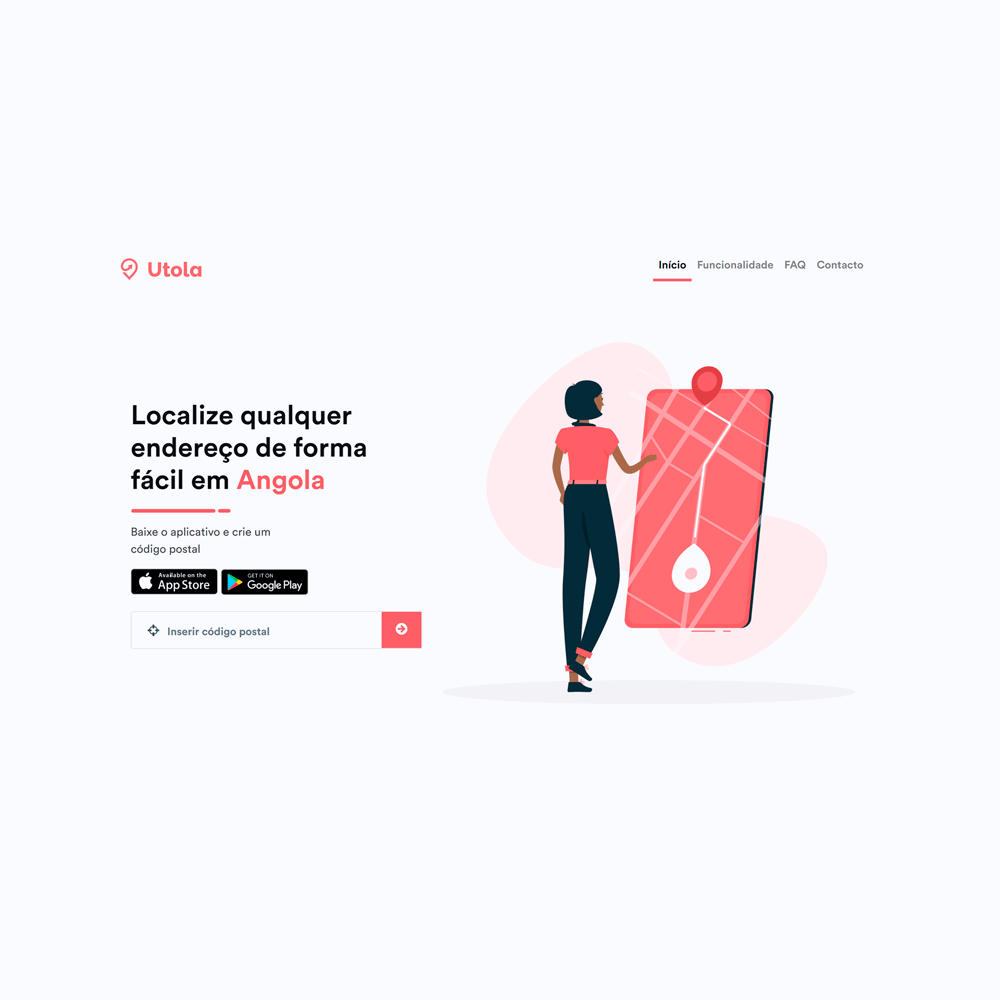 Utola
Início Funcionalidade FAQ Contacto
Localize qualquer
endereço de forma
fácil em Angola
Baixe o aplicativo e crie um
código postal
Available on the
App Store
GET IT ON
Google Play
Inserir código postal